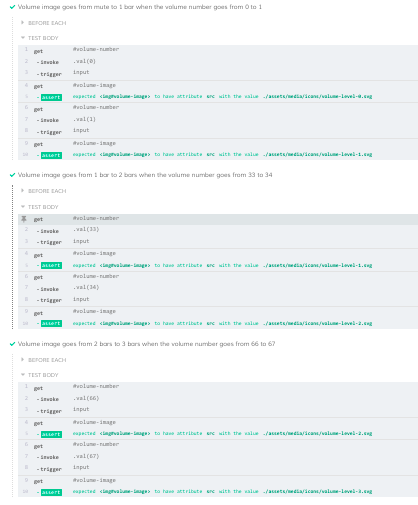 ✓ Volume image goes from mute to 1 bar when the volume number goes from 0 to 1
BEFORE EACH
TEST BODY
1 get #volume-number
2 - invoke .val(0)
3 - trigger input
4 get #volume-image
5 - assert expected <img#volume-image> to have attribute src with the value ./assets/media/icons/volume-level-0.svg
6 get #volume-number
7 - invoke .val(1)
8 - trigger input
9 get #volume-image
10 - assert expected <img#volume-image> to have attribute src with the value ./assets/media/icons/volume-level-1.svg
✓ Volume image goes from 1 bar to 2 bars when the volume number goes from 33 to 34
BEFORE EACH
TEST BODY
get #volume-number
2 - invoke .val(33)
3 - trigger input
4 get #volume-image
5 - assert expected <img#volume-image> to have attribute src with the value ./assets/media/icons/volume-level-1.svg
6 get #volume-number
7 - invoke .val(34)
8 - trigger input
9 get #volume-image
10 - assert expected <img#volume-image> to have attribute src with the value ./assets/media/icons/volume-level-2.svg
✓ Volume image goes from 2 bars to 3 bars when the volume number goes from 66 to 67
BEFORE EACH
TEST BODY
1 get #volume-number
2 - invoke .val(66)
3 - trigger input
4 get #volume-image
5 - assert expected <img#volume-image> to have attribute src with the value ./assets/media/icons/volume-level-2.svg
6 get #volume-number
7 - invoke .val(67)
8 - trigger input
9 get #volume-image
10 - assert expected <img#volume-image> to have attribute src with the value ./assets/media/icons/volume-level-3.svg